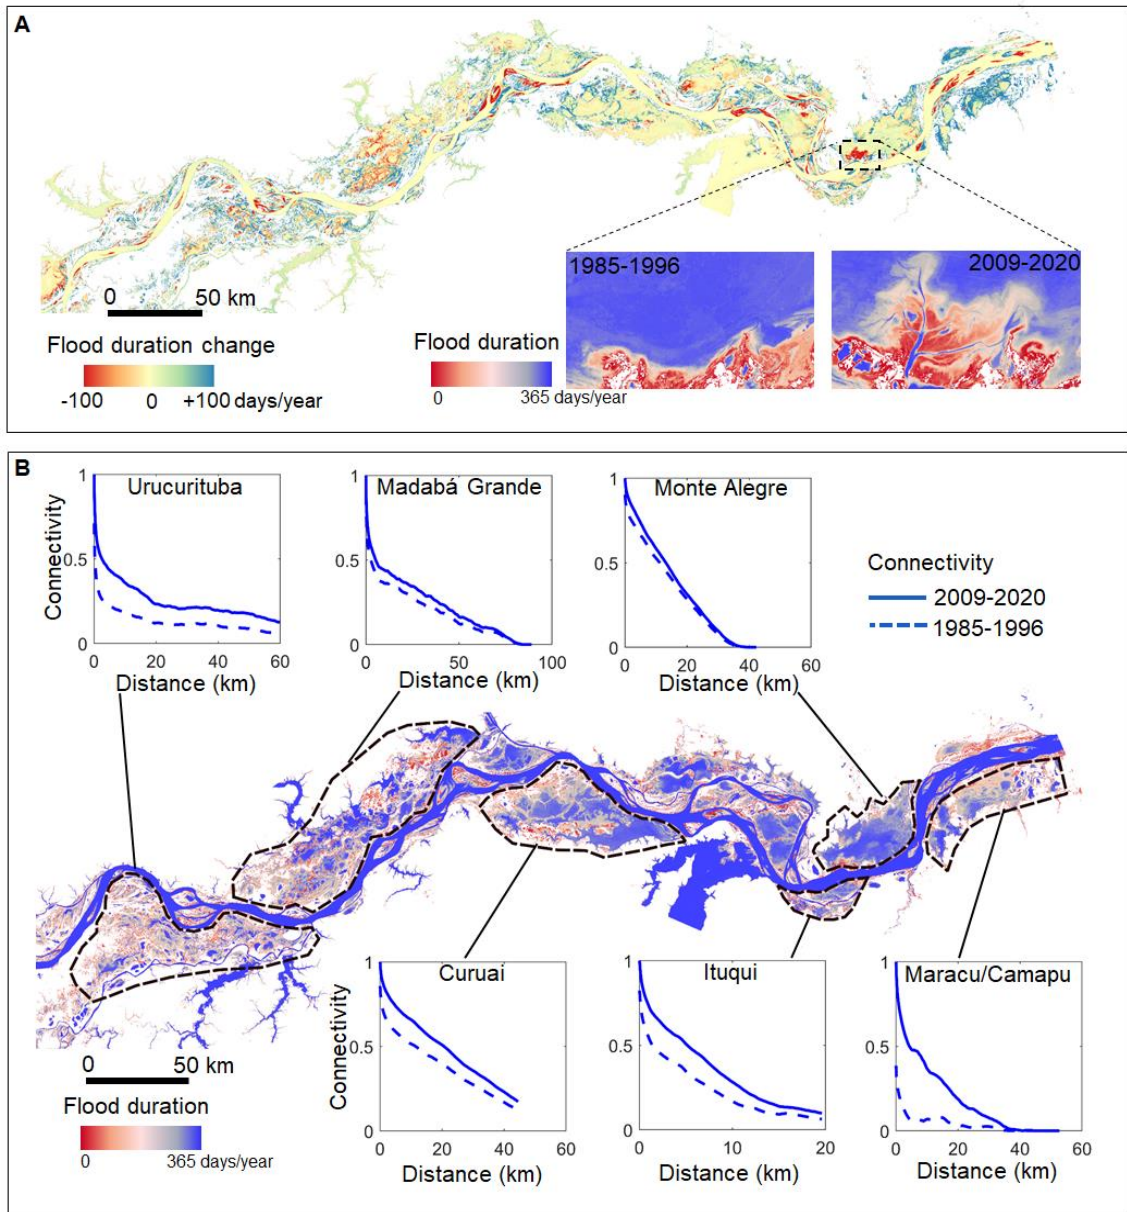 A
1985-1996
2009-2020
0 50 km
Flood duration change
-100 0 +100 days/year
Flood duration
0 365 days/year
B
Urucurituba
Connectivity
1
0.5
0
0 20 40 60
Distance (km)
Madabá Grande
1
0.5
0
0 50 100
Distance (km)
Monte Alegre
1
0.5
0
0 20 40 60
Distance (km)
Connectivity
2009-2020
1985-1996
0 50 km
Flood duration
0 365 days/year
Curuai
Connectivity
1
0.5
0
0 20 40 60
Distance (km)
Ituqui
1
0.5
0
0 10 20
Distance (km)
Maracu/Camapu
1
0.5
0
0 20 40 60
Distance (km)